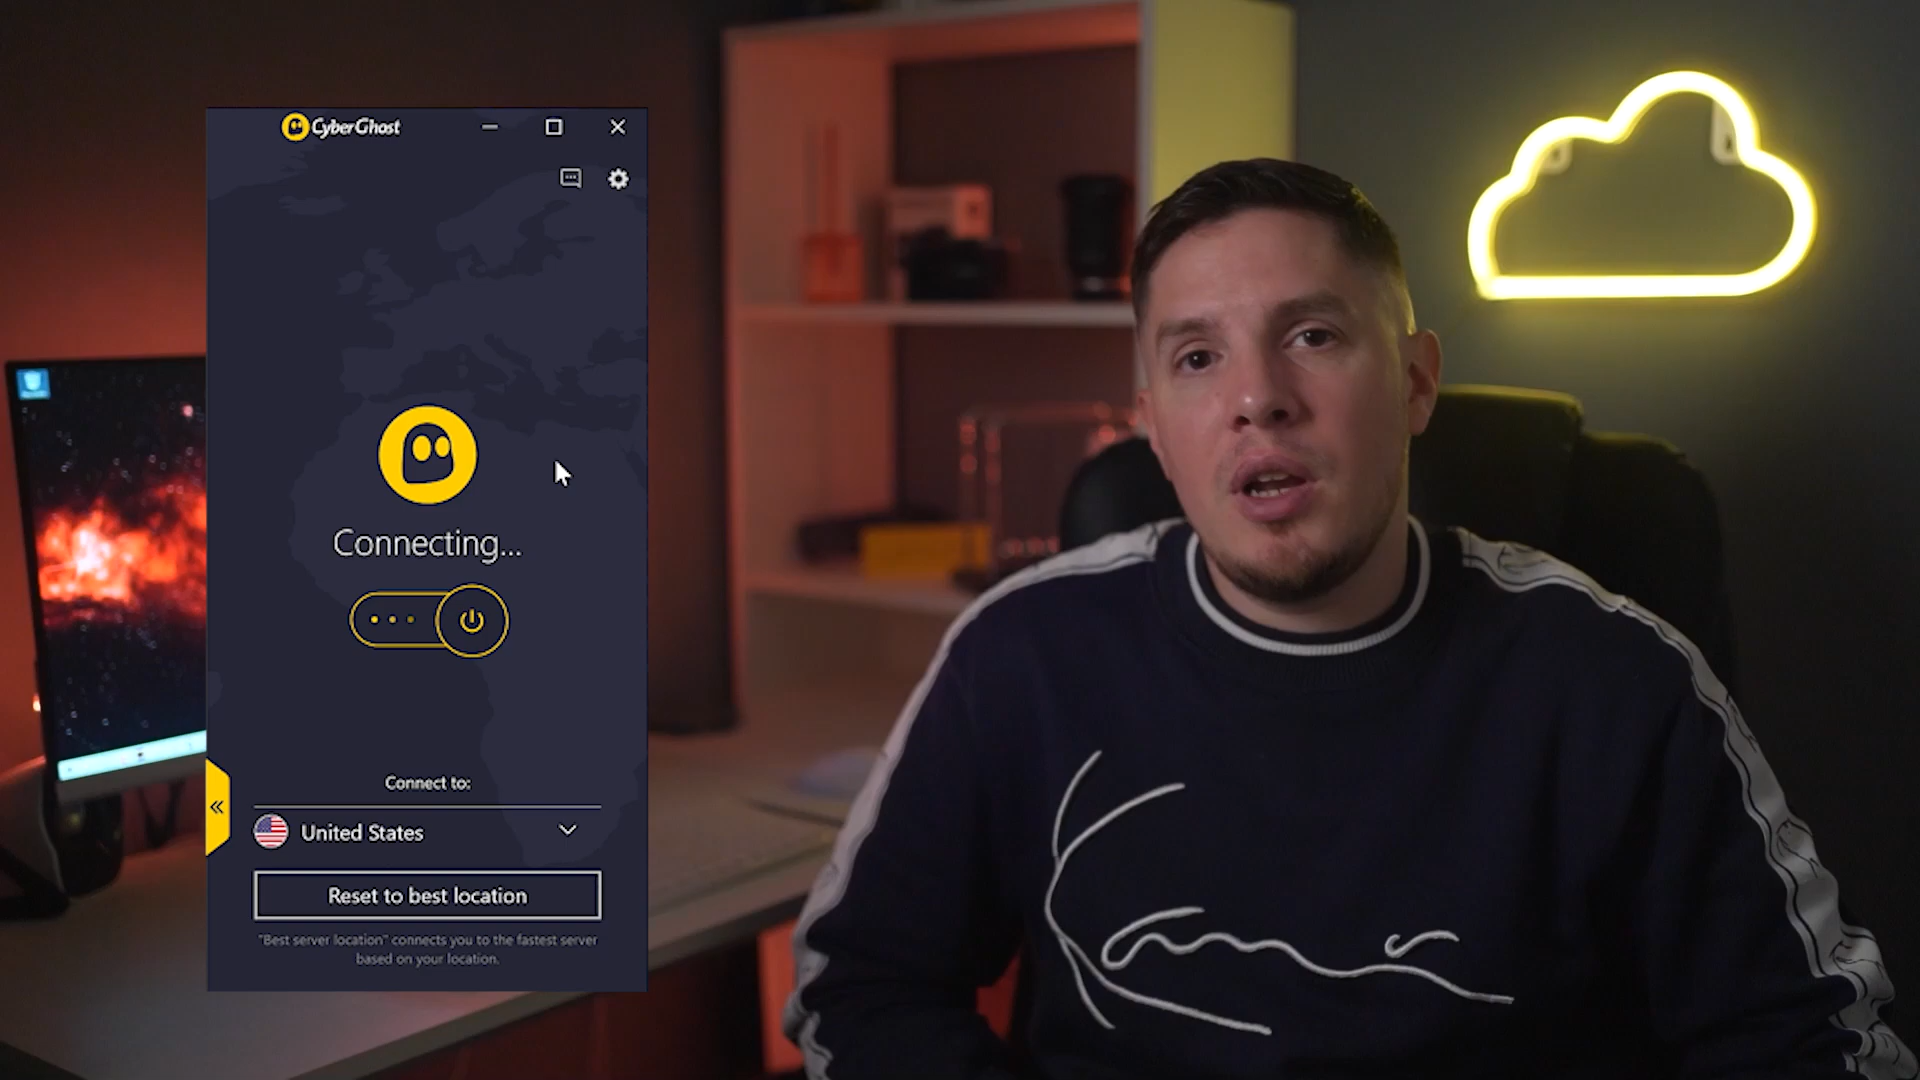 CyberGhost
Connecting...
Connect to:
United States
Reset to best location
"Best server location" connects you to the fastest server
based on your location.
Kani